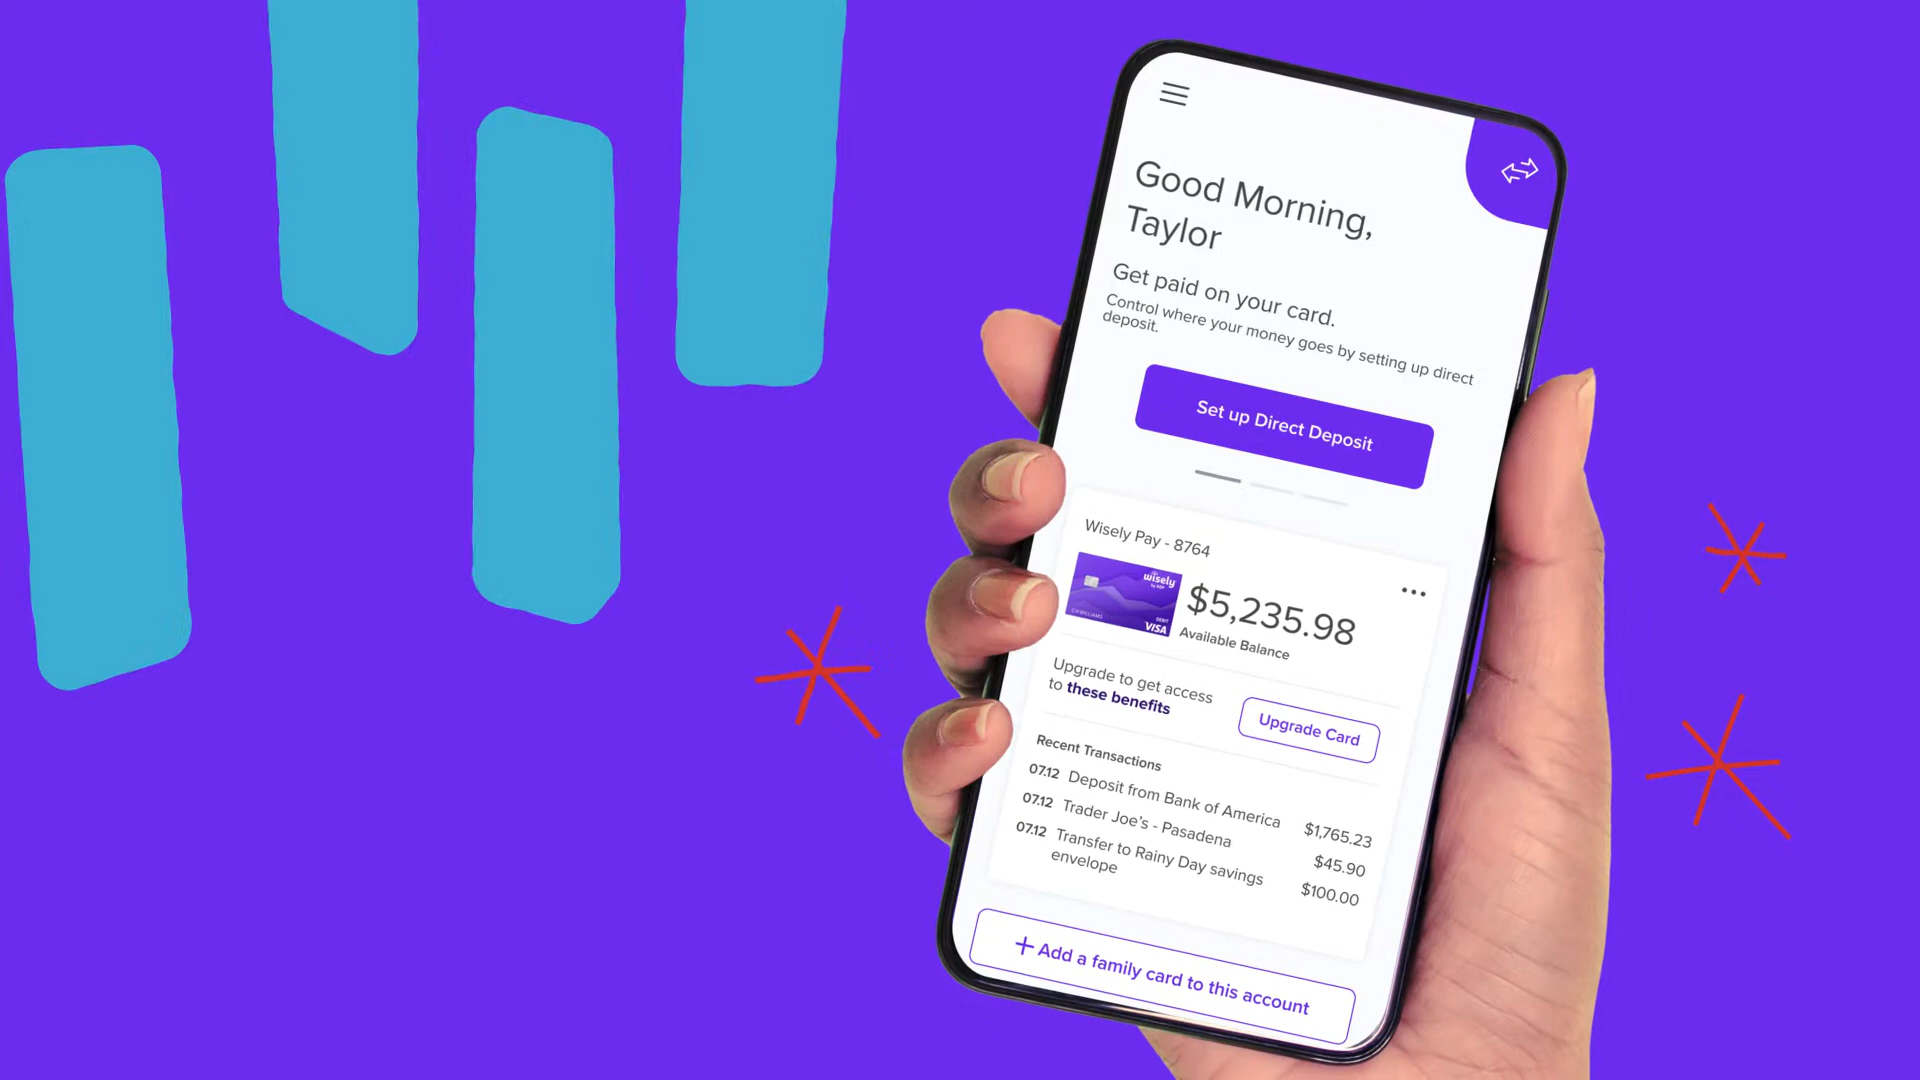 Good Morning,
Taylor
Get paid on your card.
Control where your money goes by setting up direct
deposit.
Set up Direct Deposit
Wisely Pay - 8764
wisely
DEBIT
VISA
$5,235.98
Available Balance
Upgrade to get access
to these benefits
Upgrade Card
Recent Transactions
07.12 Deposit from Bank of America $1,765.23
07.12 Trader Joe's - Pasadena $45.90
07.12 Transfer to Rainy Day savings $100.00
envelope
+ Add a family card to this account